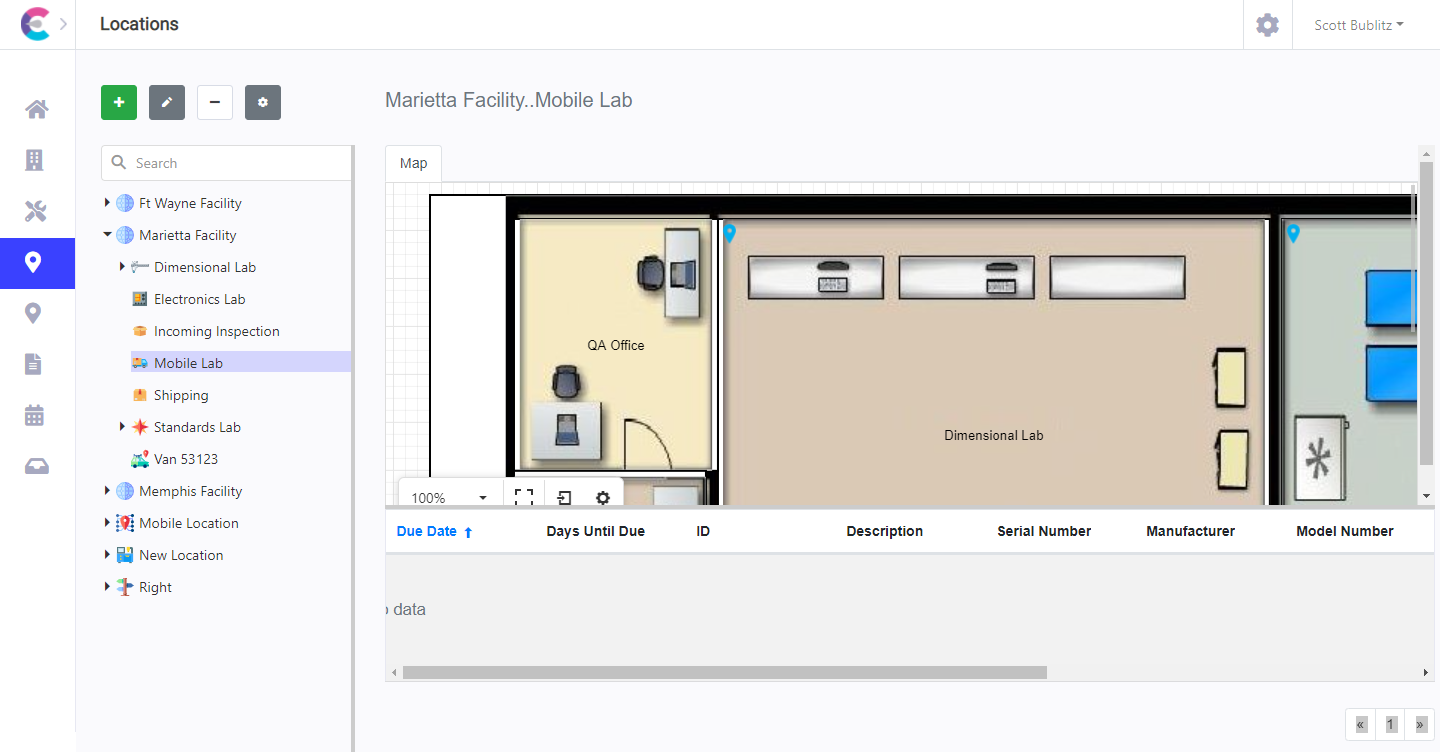 Locations
Scott Bublitz
Marietta Facility..Mobile Lab
Search
Map
Ft Wayne Facility
Marietta Facility
Dimensional Lab
Electronics Lab
Incoming Inspection
Mobile Lab
Shipping
Standards Lab
Van 53123
Memphis Facility
Mobile Location
New Location
Right
QA Office
Dimensional Lab
100%
Due Date Days Until Due ID Description Serial Number Manufacturer Model Number
data
« 1 »